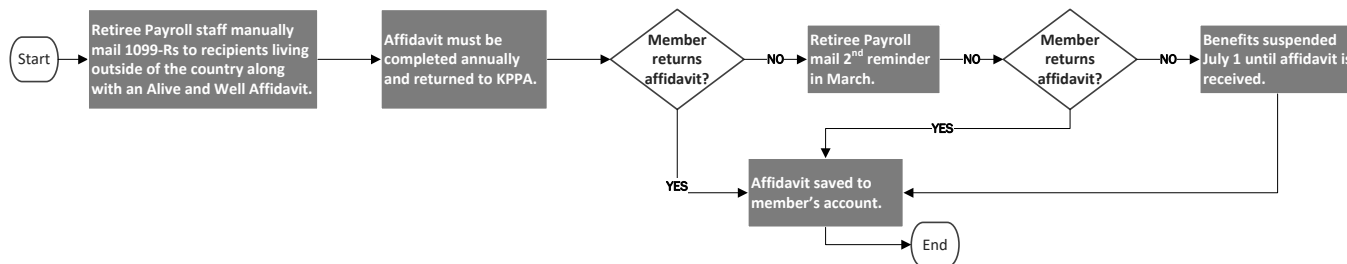 Start
Retiree Payroll staff manually
mail 1099-Rs to recipients living
outside of the country along
with an Alive and Well Affidavit.
Affidavit must be
completed annually
and returned to KPPA.
Member
returns
affidavit?
NO
Retiree Payroll
mail 2nd reminder
in March.
NO
Member
returns
affidavit?
NO
Benefits suspended
July 1 until affidavit is
received.
YES
YES
Affidavit saved to
member's account.
End